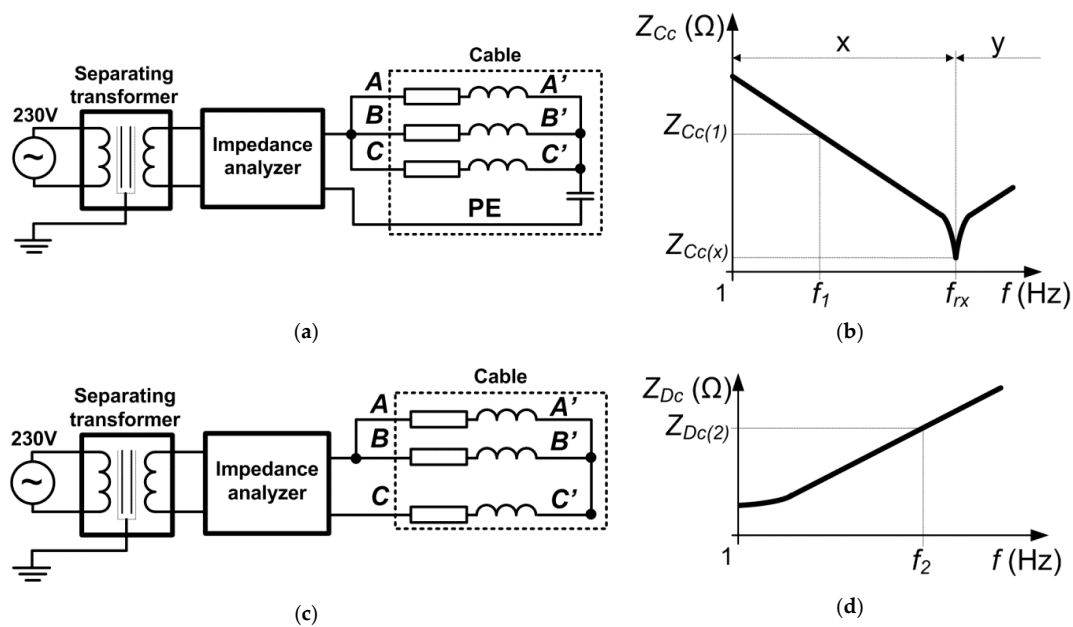 Separating
transformer
230V
~
Impedance
analyzer
Cable
A A’
B B’
C C’
PE
(a)
Z_Cc (Ω)
x y
Z_Cc(1)
Z_Cc(x)
1 f_1 f_rx f (Hz)
(b)
Separating
transformer
230V
~
Impedance
analyzer
Cable
A A’
B B’
C C’
(c)
Z_Dc (Ω)
Z_Dc(2)
1 f_2 f (Hz)
(d)